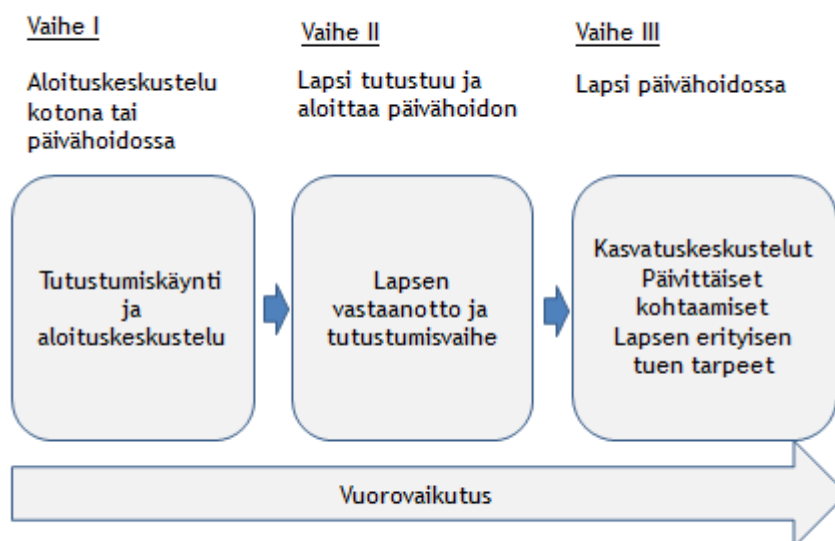 Vaihe I
Aloituskeskustelu
kotona tai
päivähoidossa
Vaihe II
Lapsi tutustuu ja
aloittaa päivähoidon
Vaihe III
Lapsi päivähoidossa
Tutustumiskäynti
ja
aloituskeskustelu
Lapsen
vastaanotto ja
tutustumisvaihe
Kasvatuskeskustelut
Päivittäiset
kohtaamiset
Lapsen erityisen
tuen tarpeet
Vuorovaikutus